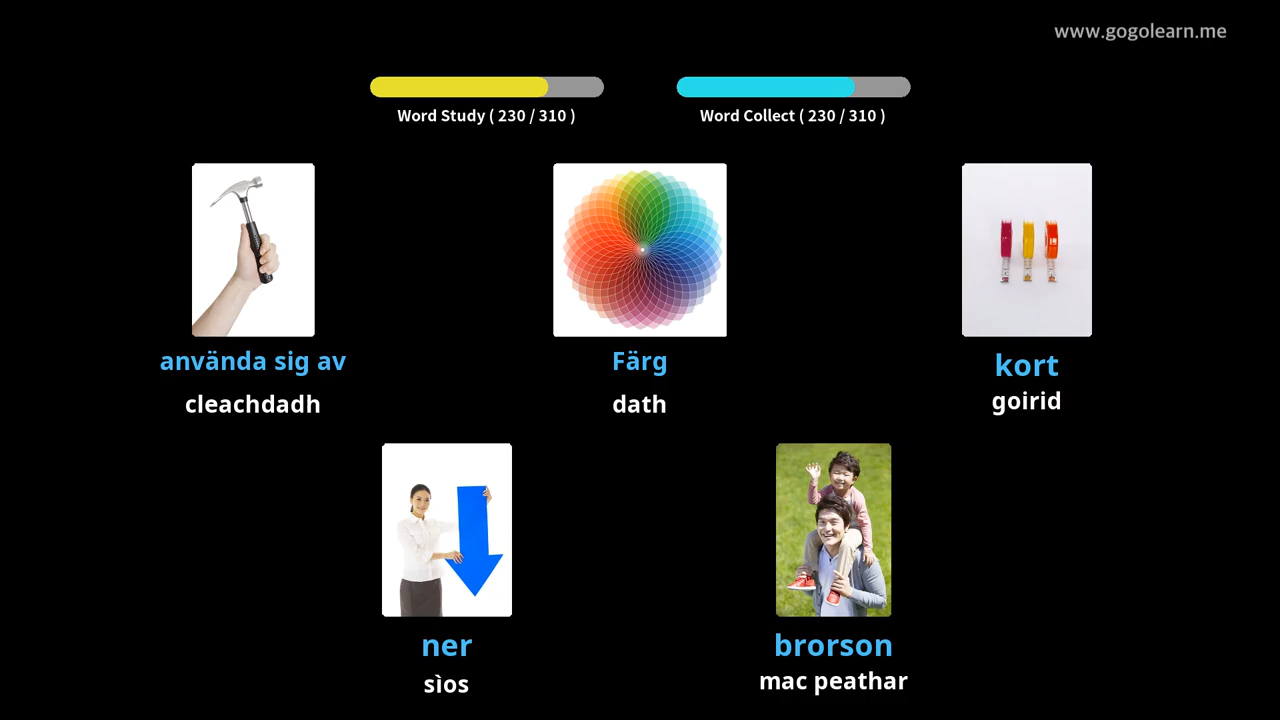 www.gogolearn.me
Word Study ( 230 / 310 )
Word Collect ( 230 / 310 )
använda sig av
cleachdadh
Färg
dath
kort
goirid
ner
sìos
brorson
mac peathar